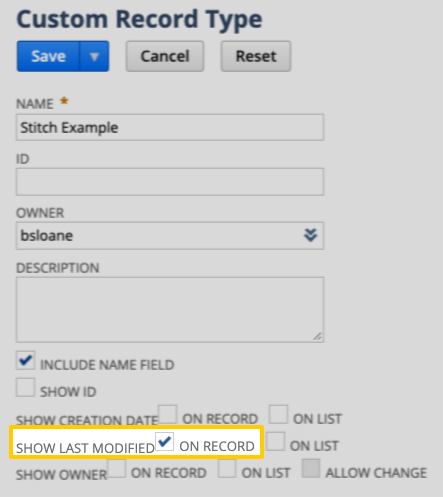 Custom Record Type
Save Cancel Reset
NAME *
Stitch Example
ID
OWNER
bsloane
DESCRIPTION
INCLUDE NAME FIELD
SHOW ID
SHOW CREATION DATE ON RECORD ON LIST
SHOW LAST MODIFIED ON RECORD ON LIST
SHOW OWNER ON RECORD ON LIST ALLOW CHANGE